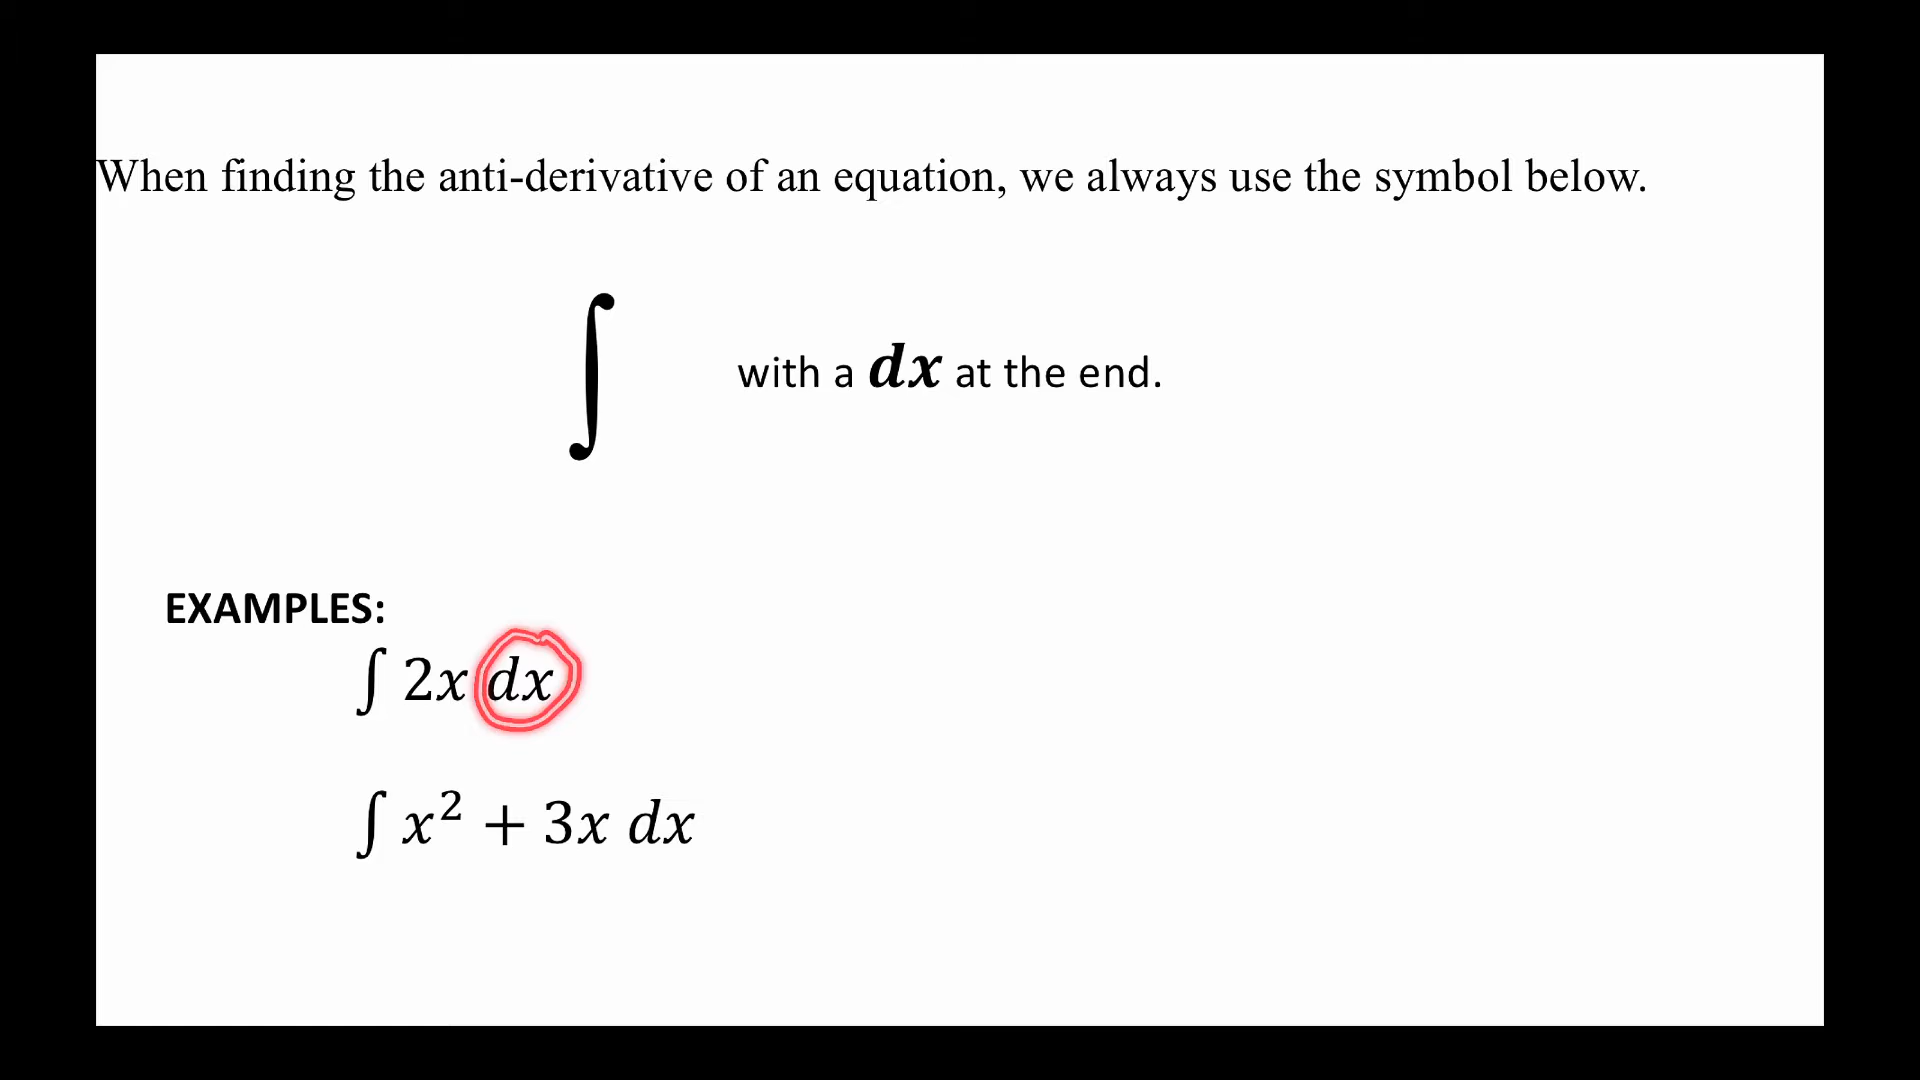 When finding the anti-derivative of an equation, we always use the symbol below.
∫ with a dx at the end.
EXAMPLES:
∫ 2x dx
∫ x² + 3x dx